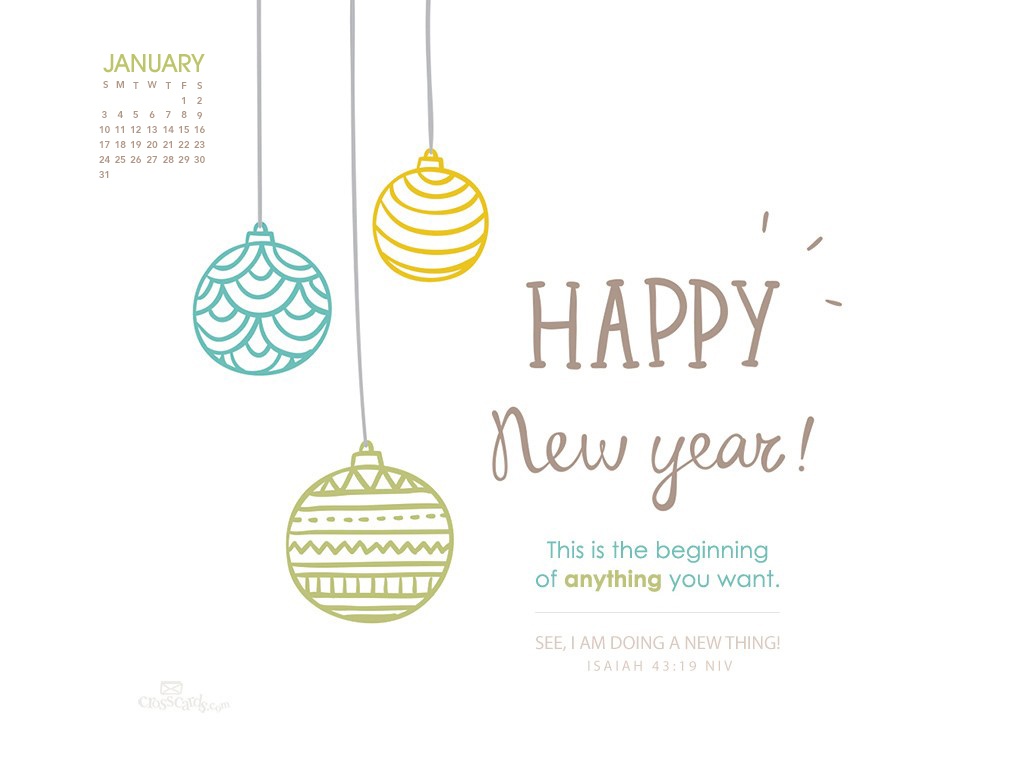 JANUARY
S M T W T F S
1 2
3 4 5 6 7 8 9
10 11 12 13 14 15 16
17 18 19 20 21 22 23
24 25 26 27 28 29 30
31
HAPPY
New year!
This is the beginning
of anything you want.
SEE, I AM DOING A NEW THING!
ISAIAH 43:19 NIV
crosscards.com